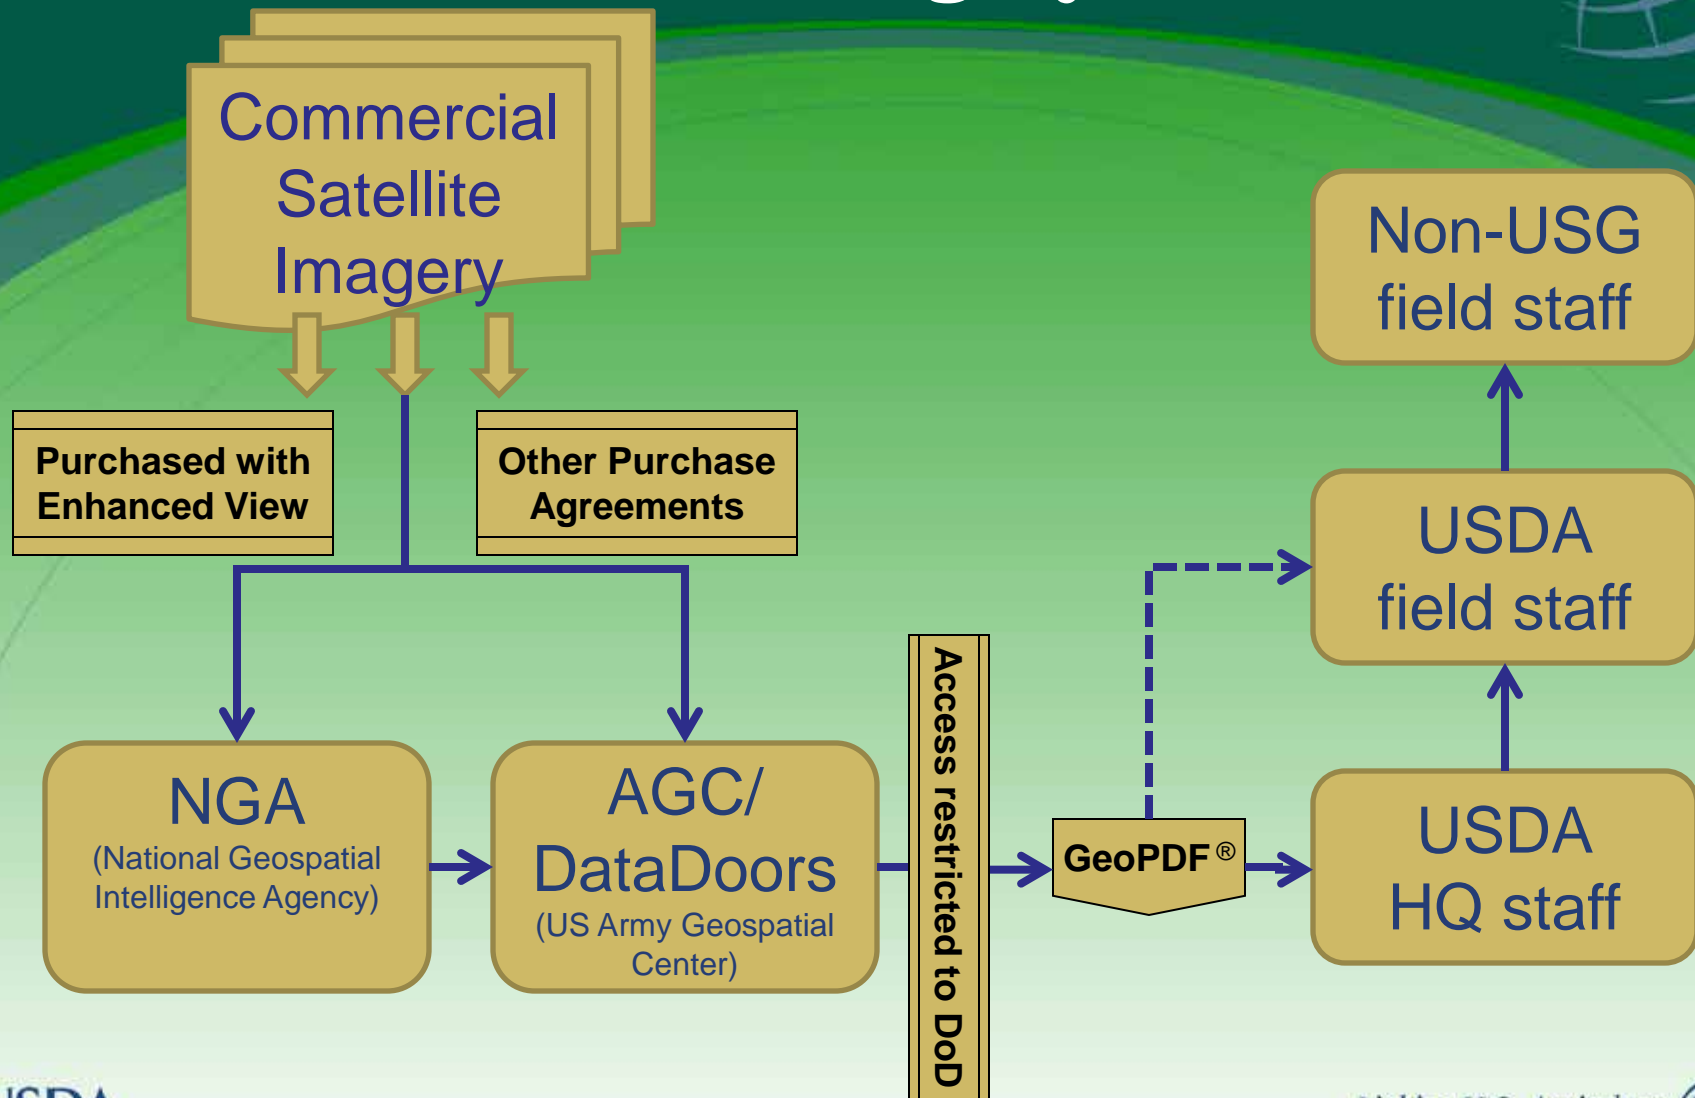 Commercial
Satellite
Imagery
Purchased with
Enhanced View
Other Purchase
Agreements
NGA
(National Geospatial
Intelligence Agency)
AGC/
DataDoors
(US Army Geospatial
Center)
Access restricted to DoD
GeoPDF ®
Non-USG
field staff
USDA
field staff
USDA
HQ staff